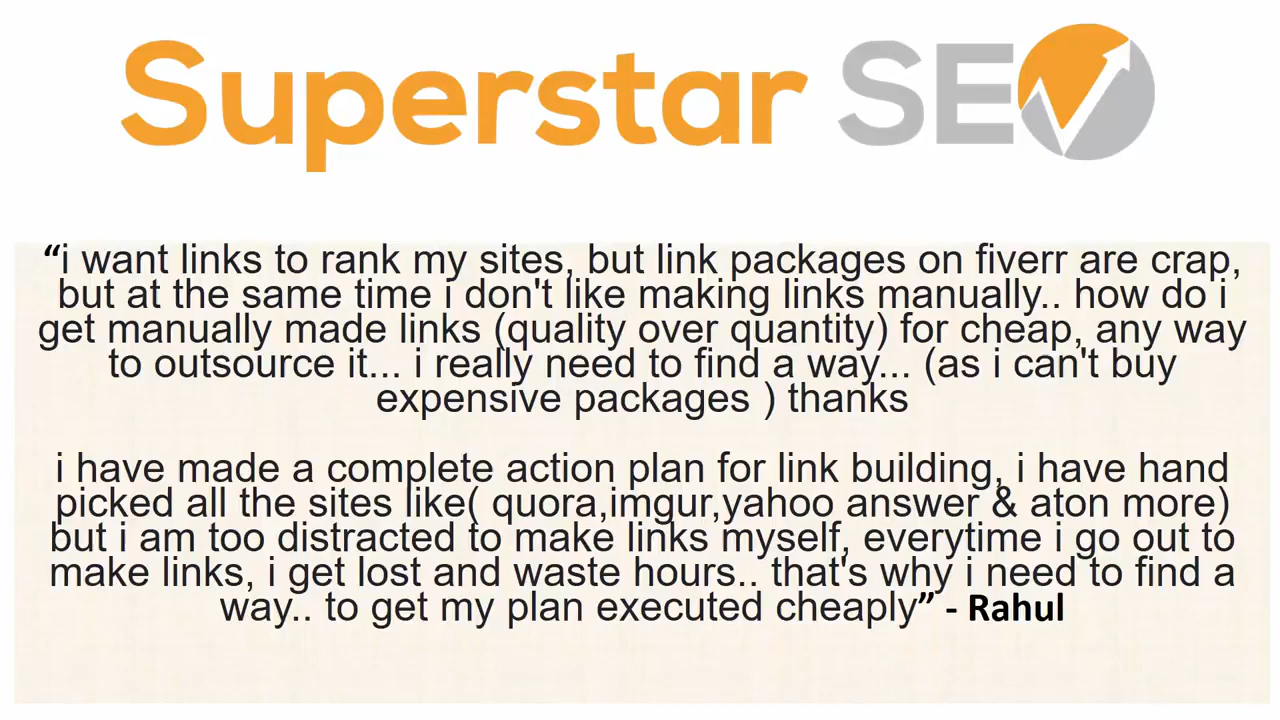 Superstar SEO
“i want links to rank my sites, but link packages on fiverr are crap,
but at the same time i don't like making links manually.. how do i
get manually made links (quality over quantity) for cheap, any way
to outsource it... i really need to find a way... (as i can't buy
expensive packages ) thanks
i have made a complete action plan for link building, i have hand
picked all the sites like( quora,imgur,yahoo answer & aton more)
but i am too distracted to make links myself, everytime i go out to
make links, i get lost and waste hours.. that's why i need to find a
way.. to get my plan executed cheaply” - Rahul